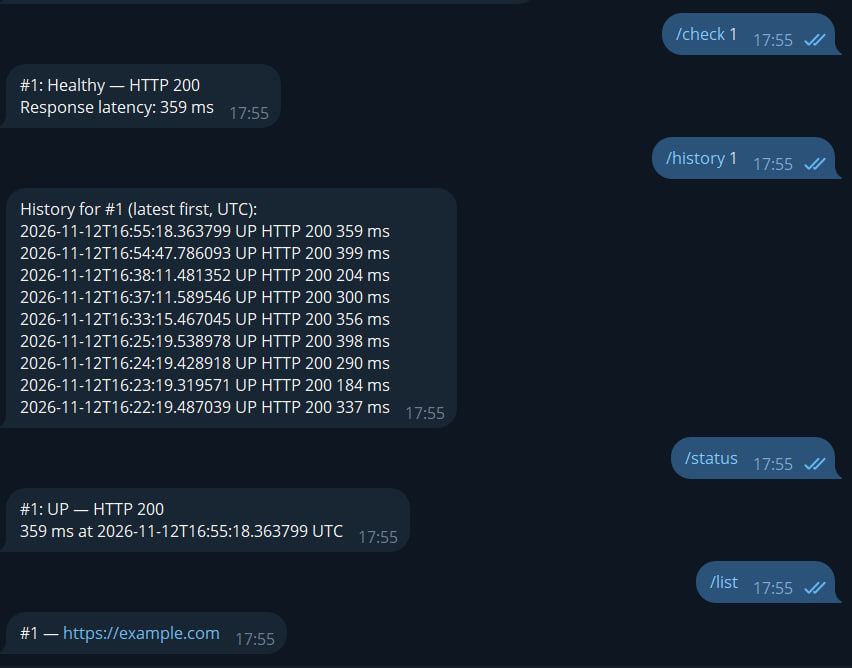 /check 1 17:55
#1: Healthy — HTTP 200
Response latency: 359 ms 17:55
/history 1 17:55
History for #1 (latest first, UTC):
2026-11-12T16:55:18.363799 UP HTTP 200 359 ms
2026-11-12T16:54:47.786093 UP HTTP 200 399 ms
2026-11-12T16:38:11.481352 UP HTTP 200 204 ms
2026-11-12T16:37:11.589546 UP HTTP 200 300 ms
2026-11-12T16:33:15.467045 UP HTTP 200 356 ms
2026-11-12T16:25:19.538978 UP HTTP 200 398 ms
2026-11-12T16:24:19.428918 UP HTTP 200 290 ms
2026-11-12T16:23:19.319571 UP HTTP 200 184 ms
2026-11-12T16:22:19.487039 UP HTTP 200 337 ms 17:55
/status 17:55
#1: UP — HTTP 200
359 ms at 2026-11-12T16:55:18.363799 UTC 17:55
/list 17:55
#1 — https://example.com 17:55